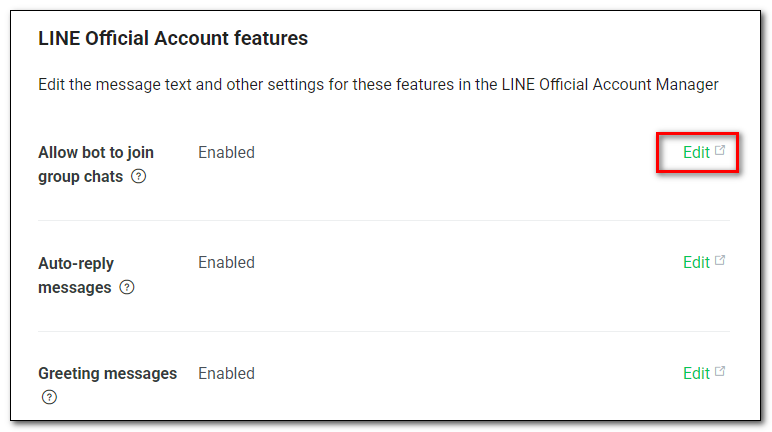 LINE Official Account features
Edit the message text and other settings for these features in the LINE Official Account Manager
Allow bot to join group chats ?
Enabled
Edit
Auto-reply messages ?
Enabled
Edit
Greeting messages ?
Enabled
Edit